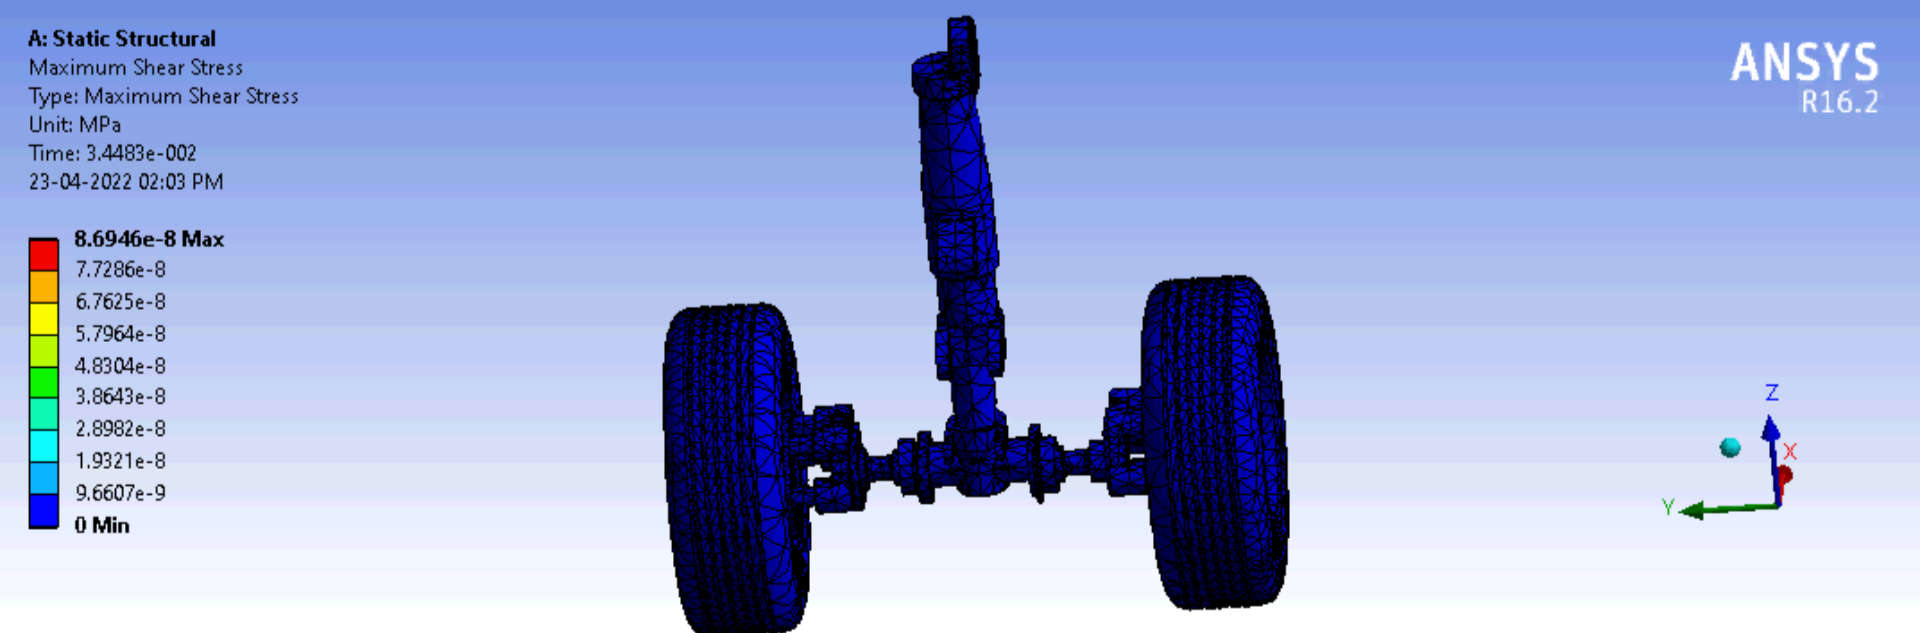 A: Static Structural
Maximum Shear Stress
Type: Maximum Shear Stress
Unit: MPa
Time: 3.4483e-002
23-04-2022 02:03 PM
8.6946e-8 Max
7.7286e-8
6.7625e-8
5.7964e-8
4.8304e-8
3.8643e-8
2.8982e-8
1.9321e-8
9.6607e-9
0 Min
ANSYS
R16.2
Z
X
Y